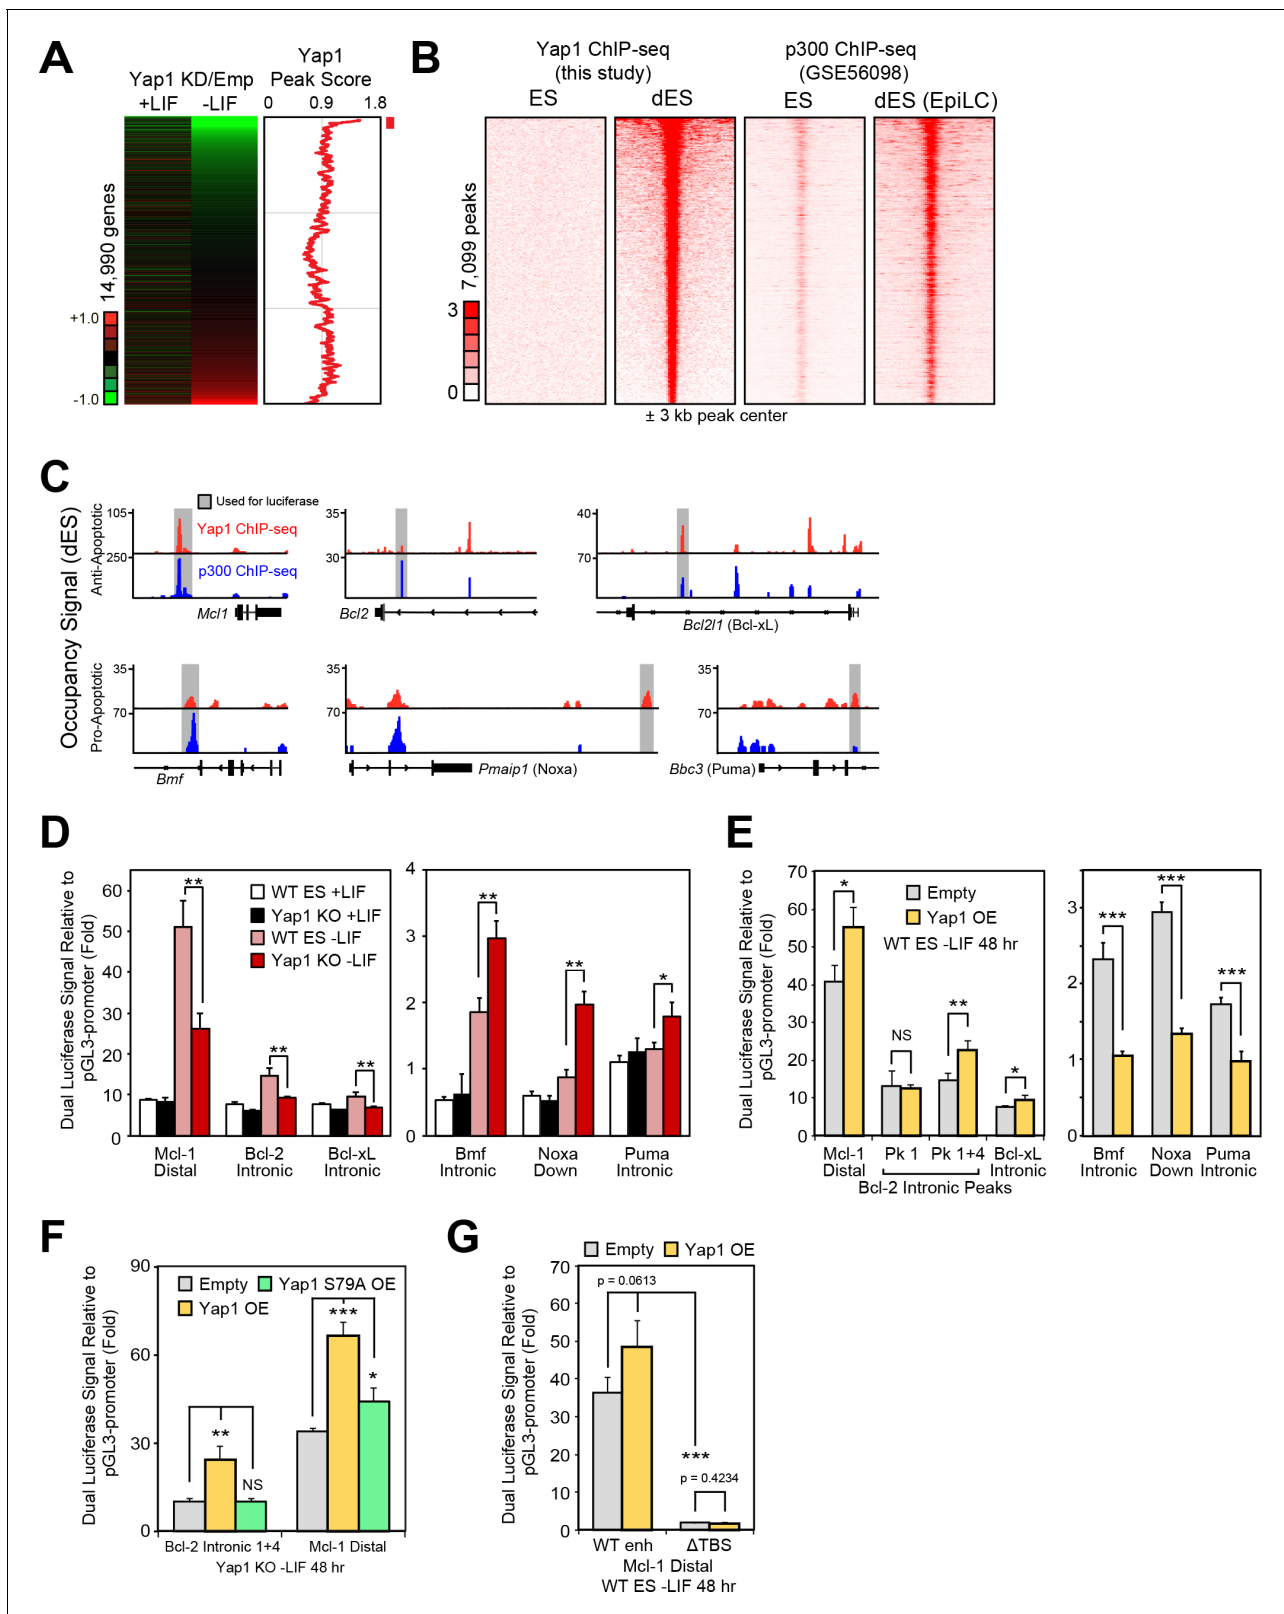 A
Yap1 KD/Emp
+LIF -LIF
Yap1
Peak Score
0 0.9 1.8
14,990 genes
+1.0
-1.0
B
Yap1 ChIP-seq
(this study)
p300 ChIP-seq
(GSE56098)
ES dES ES dES (EpiLC)
7,099 peaks
3
0
± 3 kb peak center
C
Occupancy Signal (dES)
Anti-Apoptotic
Used for luciferase
105
Yap1 ChIP-seq
250
p300 ChIP-seq
Mcl1
35
30
Bcl2
40
70
Bcl2l1 (Bcl-xL)
Pro-Apoptotic
35
70
Bmf
35
70
Pmaip1 (Noxa)
35
70
Bbc3 (Puma)
D
Dual Luciferase Signal Relative to
pGL3-promoter (Fold)
60
50
40
30
20
10
0
WT ES +LIF
Yap1 KO +LIF
WT ES -LIF
Yap1 KO -LIF
** ** **
Mcl-1
Distal
Bcl-2
Intronic
Bcl-xL
Intronic
4
3
2
1
0
** ** *
Bmf
Intronic
Noxa
Down
Puma
Intronic
E
Dual Luciferase Signal Relative to
pGL3-promoter (Fold)
70
60
50
40
30
20
10
0
Empty
Yap1 OE
WT ES -LIF 48 hr
* NS ** *
Mcl-1
Distal
Pk 1 Pk 1+4
Bcl-xL
Intronic
Bcl-2 Intronic Peaks
3
2
1
0
*** *** ***
Bmf
Intronic
Noxa
Down
Puma
Intronic
F
Dual Luciferase Signal Relative to
pGL3-promoter (Fold)
90
60
30
0
Empty Yap1 S79A OE
Yap1 OE
** NS *** *
Bcl-2 Intronic 1+4 Mcl-1 Distal
Yap1 KO -LIF 48 hr
G
Empty Yap1 OE
Dual Luciferase Signal Relative to
pGL3-promoter (Fold)
70
60
50
40
30
20
10
0
p = 0.0613
***
p = 0.4234
WT enh ΔTBS
Mcl-1 Distal
WT ES -LIF 48 hr